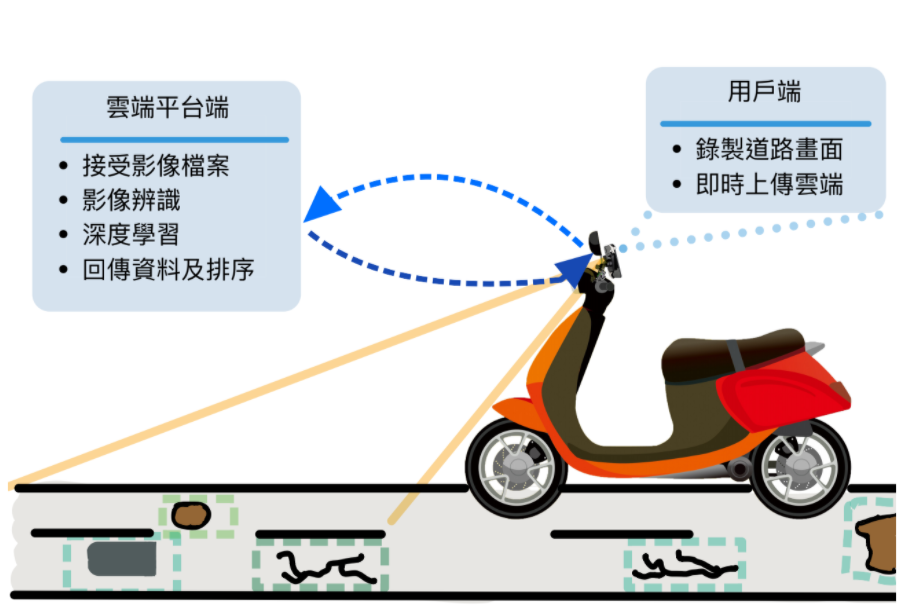 雲端平台端
• 接受影像檔案
• 影像辨識
• 深度學習
• 回傳資料及排序
用戶端
• 錄製道路畫面
• 即時上傳雲端